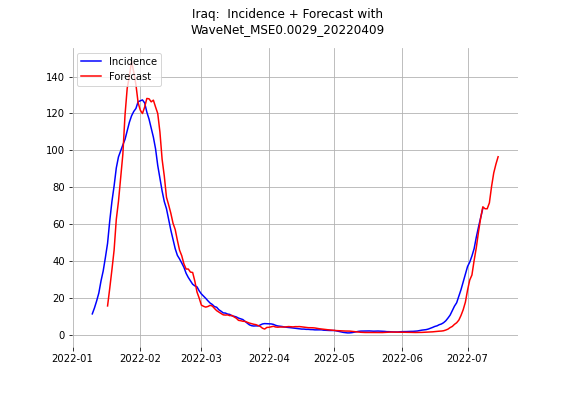 Iraq:  Incidence + Forecast with
WaveNet_MSE0.0029_20220409
Incidence
Forecast
140
120
100
80
60
40
20
0
2022-01 2022-02 2022-03 2022-04 2022-05 2022-06 2022-07